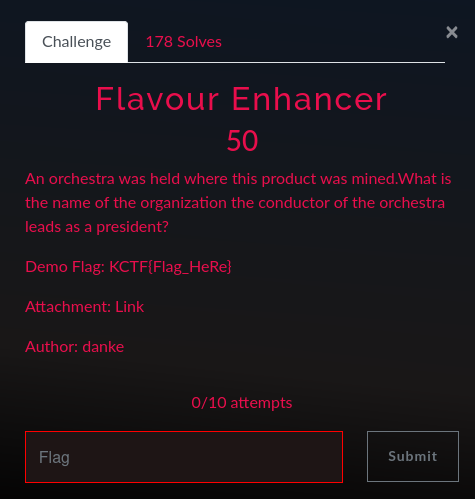 Challenge
178 Solves
×
Flavour Enhancer
50
An orchestra was held where this product was mined.What is
the name of the organization the conductor of the orchestra
leads as a president?
Demo Flag: KCTF{Flag_HeRe}
Attachment: Link
Author: danke
0/10 attempts
Flag
Submit